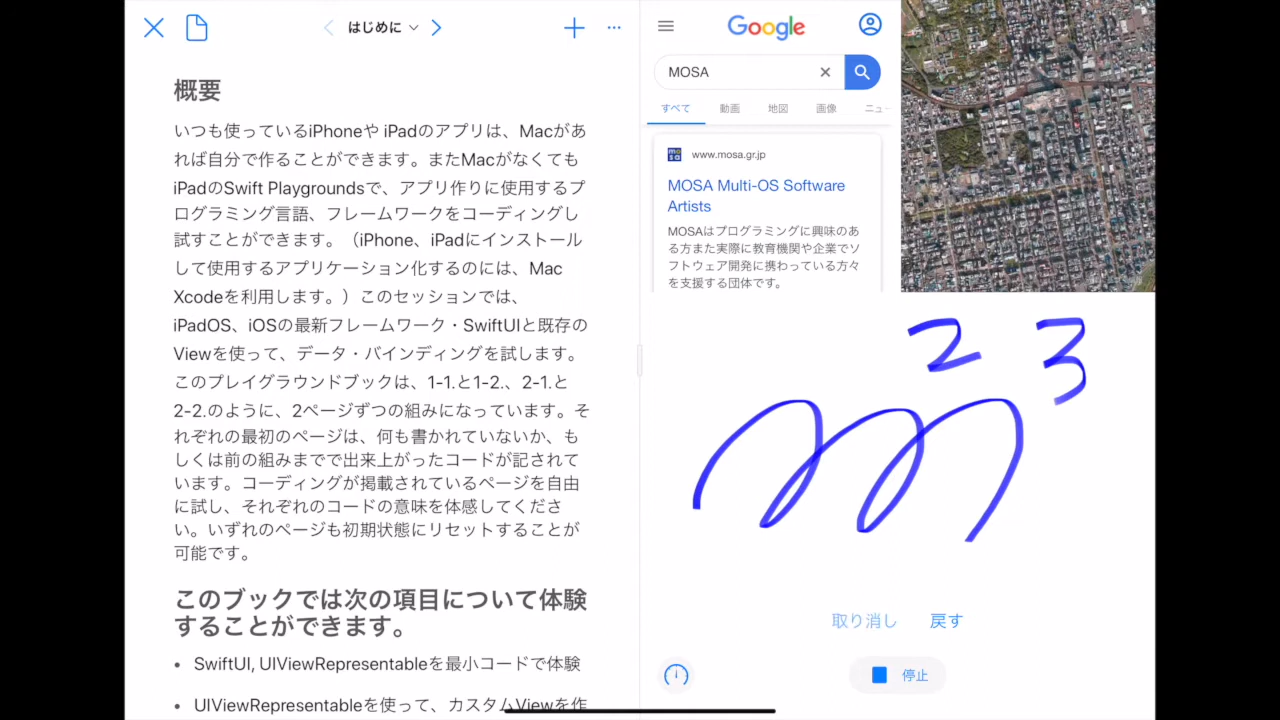 はじめに
概要
いつも使っているiPhoneや iPadのアプリは、Macがあ
れば自分で作ることができます。またMacがなくても
iPadのSwift Playgroundsで、アプリ作りに使用するプ
ログラミング言語、フレームワークをコーディングし
試すことができます。（iPhone、iPadにインストール
して使用するアプリケーション化するのには、Mac
Xcodeを利用します。）このセッションでは、
iPadOS、iOSの最新フレームワーク・SwiftUIと既存の
Viewを使って、データ・バインディングを試します。
このプレイグラウンドブックは、1-1.と1-2.、2-1.と
2-2.のように、2ページずつの組みになっています。そ
れぞれの最初のページは、何も書かれていないか、も
しくは前の組みまでで出来上がったコードが記されて
います。コーディングが掲載されているページを自由
に試し、それぞれのコードの意味を体感してくださ
い。いずれのページも初期状態にリセットすることが
可能です。
このブックでは次の項目について体験
することができます。
• SwiftUI, UIViewRepresentableを最小コードで体験
• UIViewRepresentableを使って、カスタムViewを作
Google
MOSA
すべて 動画 地図 画像 ニュ
mosa
www.mosa.gr.jp
MOSA Multi-OS Software
Artists
MOSAはプログラミングに興味のあ
る方また実際に教育機関や企業でソ
フトウェア開発に携わっている方々
を支援する団体です。
2 3
m
取り消し 戻す
停止